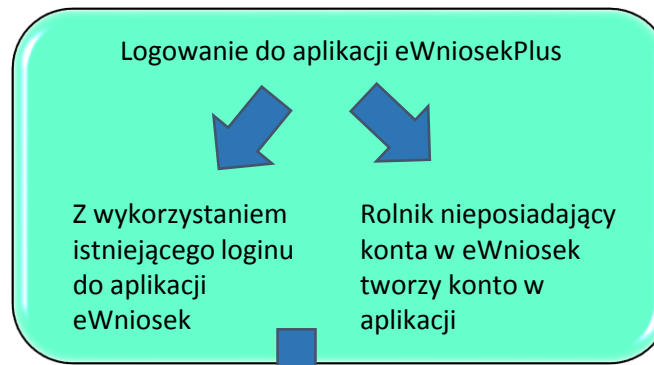 Logowanie do aplikacji eWniosekPlus
Z wykorzystaniem
istniejącego loginu
do aplikacji
eWniosek
Rolnik nieposiadający
konta w eWniosek
tworzy konto w
aplikacji